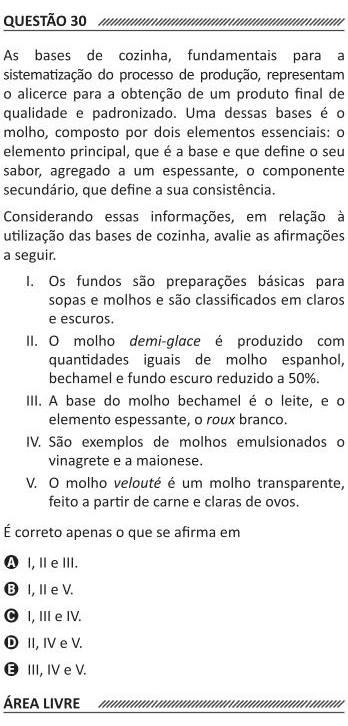 QUESTÃO 30
As bases de cozinha, fundamentais para a
sistematização do processo de produção, representam
o alicerce para a obtenção de um produto final de
qualidade e padronizado. Uma dessas bases é o
molho, composto por dois elementos essenciais: o
elemento principal, que é a base e que define o seu
sabor, agregado a um espessante, o componente
secundário, que define a sua consistência.
Considerando essas informações, em relação à
utilização das bases de cozinha, avalie as afirmações
a seguir.
I. Os fundos são preparações básicas para
sopas e molhos e são classificados em claros
e escuros.
II. O molho demi-glace é produzido com
quantidades iguais de molho espanhol,
bechamel e fundo escuro reduzido a 50%.
III. A base do molho bechamel é o leite, e o
elemento espessante, o roux branco.
IV. São exemplos de molhos emulsionados o
vinagrete e a maionese.
V. O molho velouté é um molho transparente,
feito a partir de carne e claras de ovos.
É correto apenas o que se afirma em
A I, II e III.
B I, II e V.
C I, III e IV.
D II, IV e V.
E III, IV e V.
ÁREA LIVRE